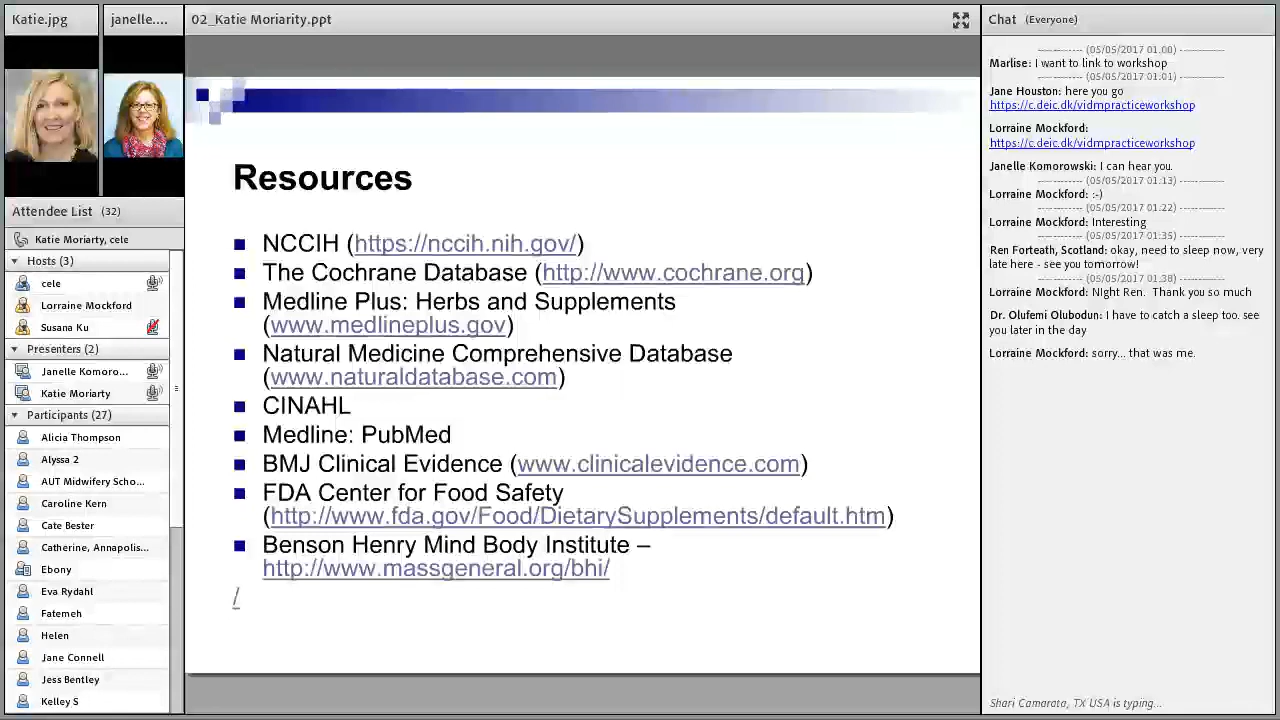 Katie.jpg
janelle....
02_Katie Moriarity.ppt
Attendee List (32)
Katie Moriarty, cele
Hosts (3)
cele
Lorraine Mockford
Susana Ku
Presenters (2)
Janelle Komoro...
Katie Moriarty
Participants (27)
Alicia Thompson
Alyssa 2
AUT Midwifery Scho...
Caroline Kern
Cate Bester
Catherine, Annapolis...
Ebony
Eva Rydahl
Fatemeh
Helen
Jane Connell
Jess Bentley
Kelley S
Resources
NCCIH (https://nccih.nih.gov/)
The Cochrane Database (http://www.cochrane.org)
Medline Plus: Herbs and Supplements
(www.medlineplus.gov)
Natural Medicine Comprehensive Database
(www.naturaldatabase.com)
CINAHL
Medline: PubMed
BMJ Clinical Evidence (www.clinicalevidence.com)
FDA Center for Food Safety
(http://www.fda.gov/Food/DietarySupplements/default.htm)
Benson Henry Mind Body Institute –
http://www.massgeneral.org/bhi/
/
Chat (Everyone)
------------ (05/05/2017 01:00) ------------
Marlise: I want to link to workshop
------------ (05/05/2017 01:01) ------------
Jane Houston: here you go
https://c.deic.dk/vidmpracticeworkshop
Lorraine Mockford:
https://c.deic.dk/vidmpracticeworkshop
Janelle Komorowski: I can hear you.
------------ (05/05/2017 01:13) ------------
Lorraine Mockford: :-)
------------ (05/05/2017 01:22) ------------
Lorraine Mockford: Interesting
------------ (05/05/2017 01:35) ------------
Ren Forteath, Scotland: okay, need to sleep now, very
late here - see you tomorrow!
------------ (05/05/2017 01:38) ------------
Lorraine Mockford: NIght Ren. Thank you so much
Dr. Olufemi Olubodun: I have to catch a sleep too. see
you later in the day
Lorraine Mockford: sorry... that was me.
Shari Camarata, TX USA is typing...